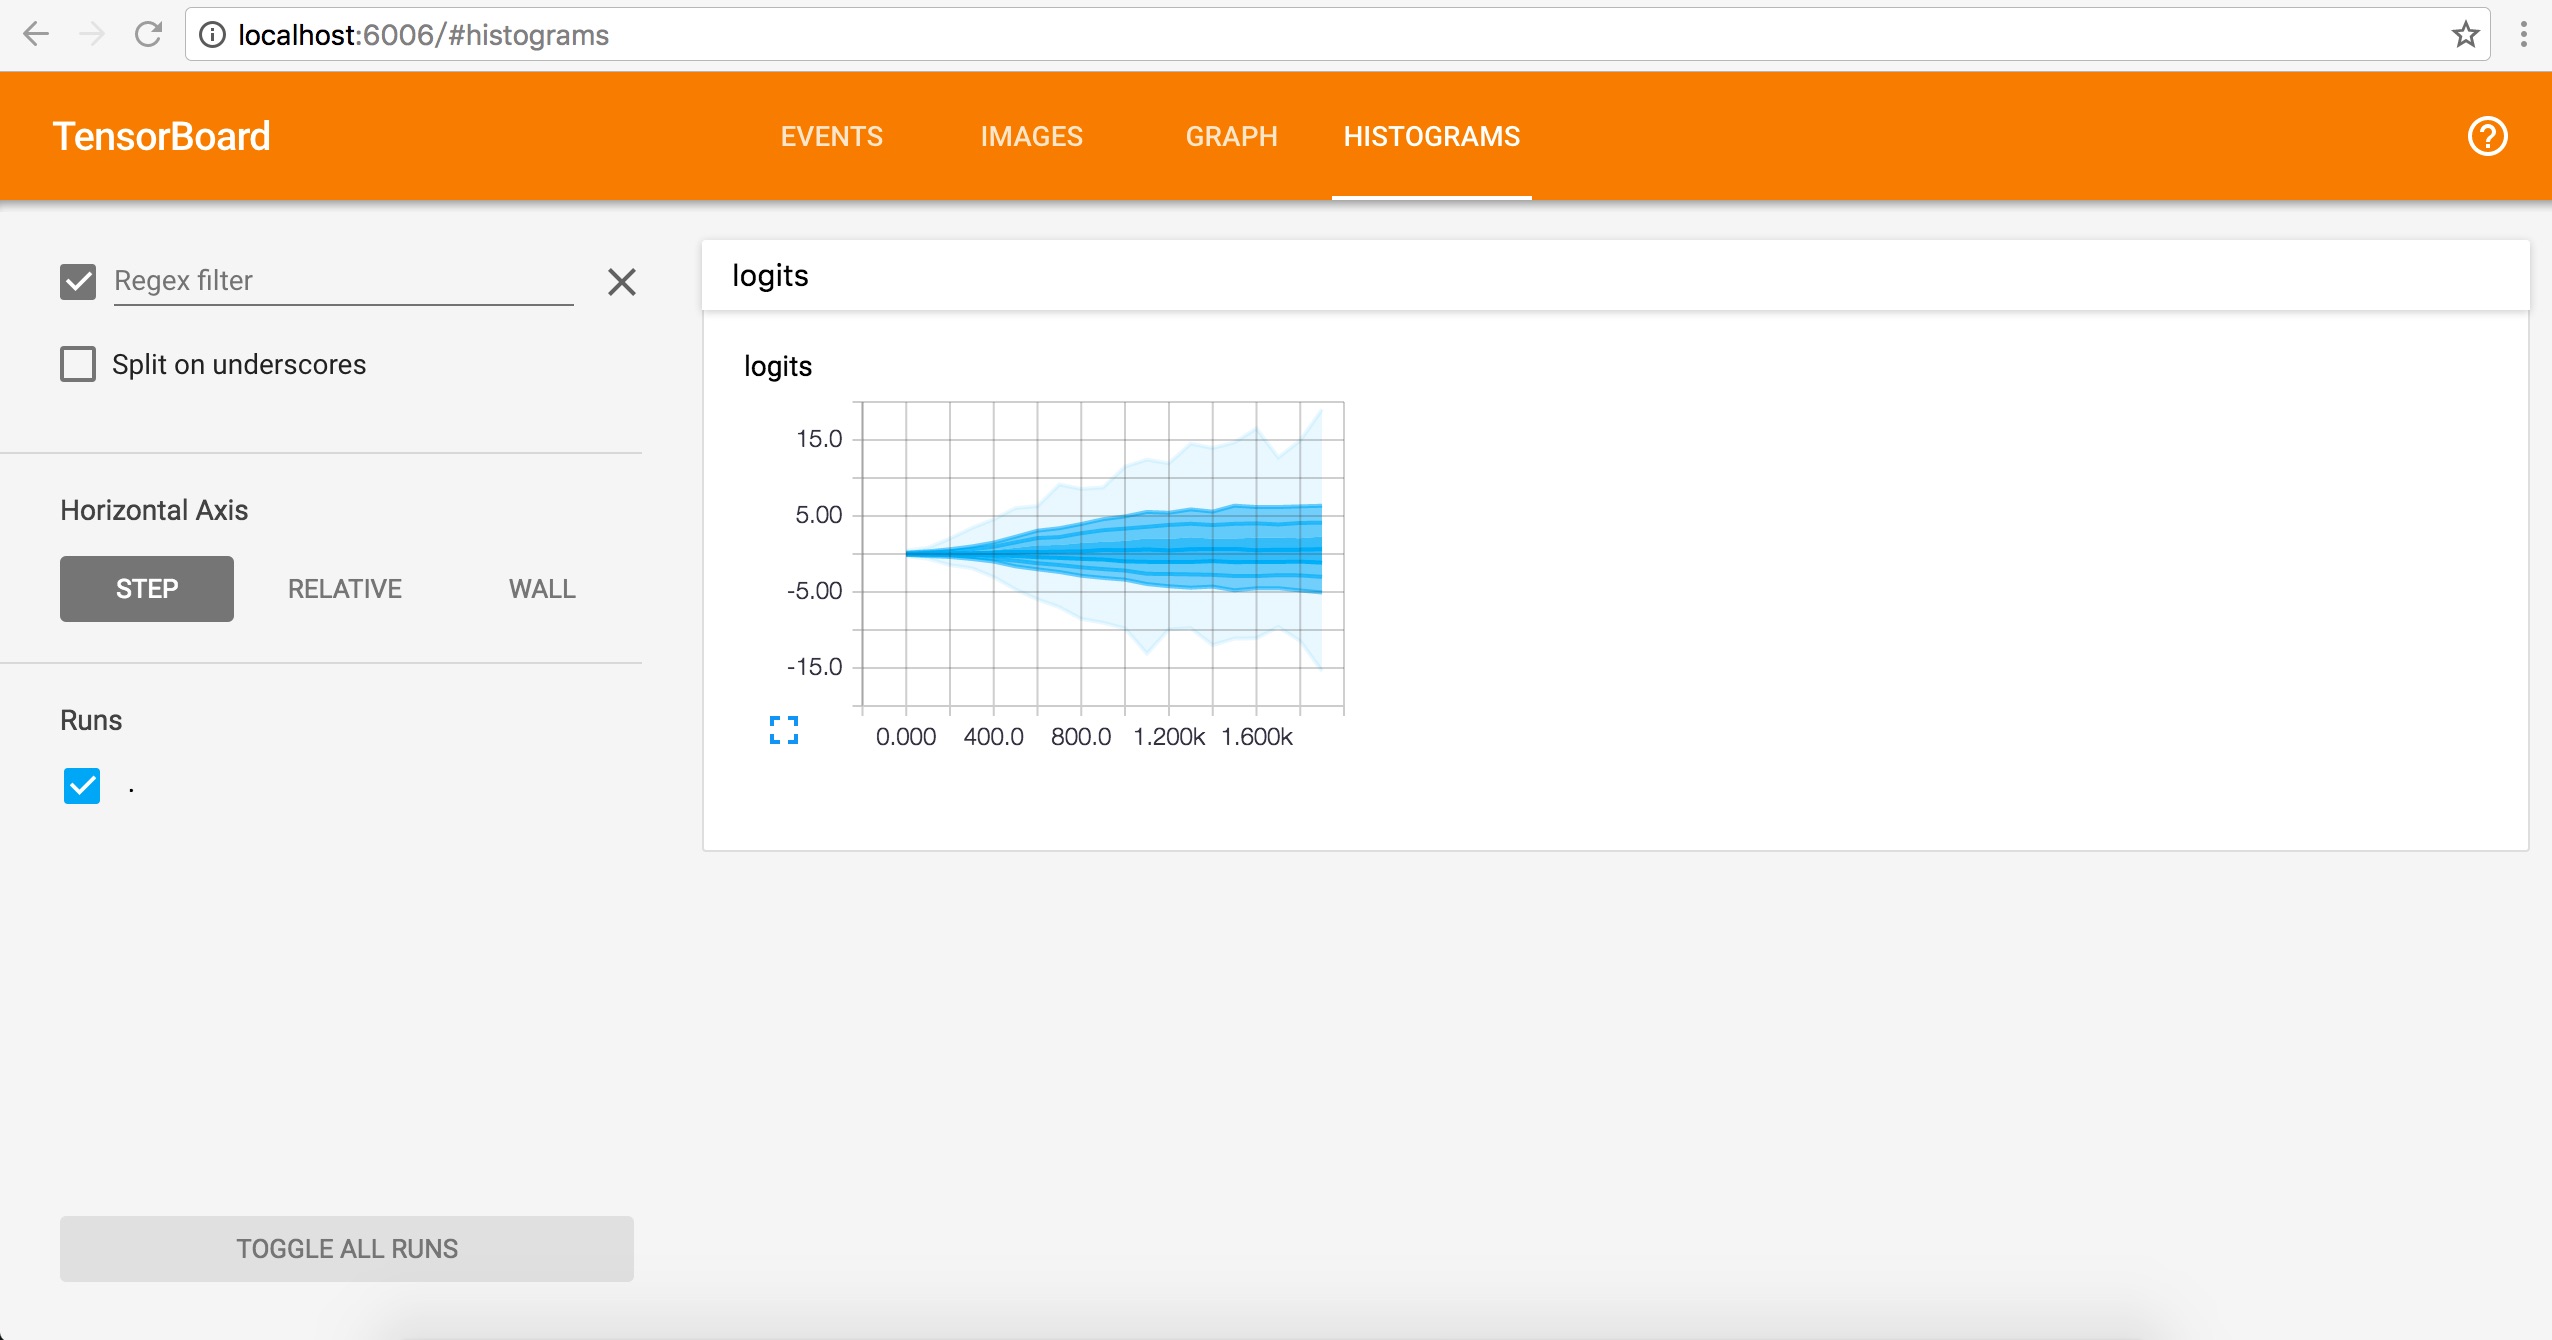 localhost:6006/#histograms
TensorBoard EVENTS IMAGES GRAPH HISTOGRAMS
Regex filter
Split on underscores
Horizontal Axis
STEP RELATIVE WALL
Runs
.
TOGGLE ALL RUNS
logits
logits
15.0
5.00
-5.00
-15.0
0.000 400.0 800.0 1.200k 1.600k